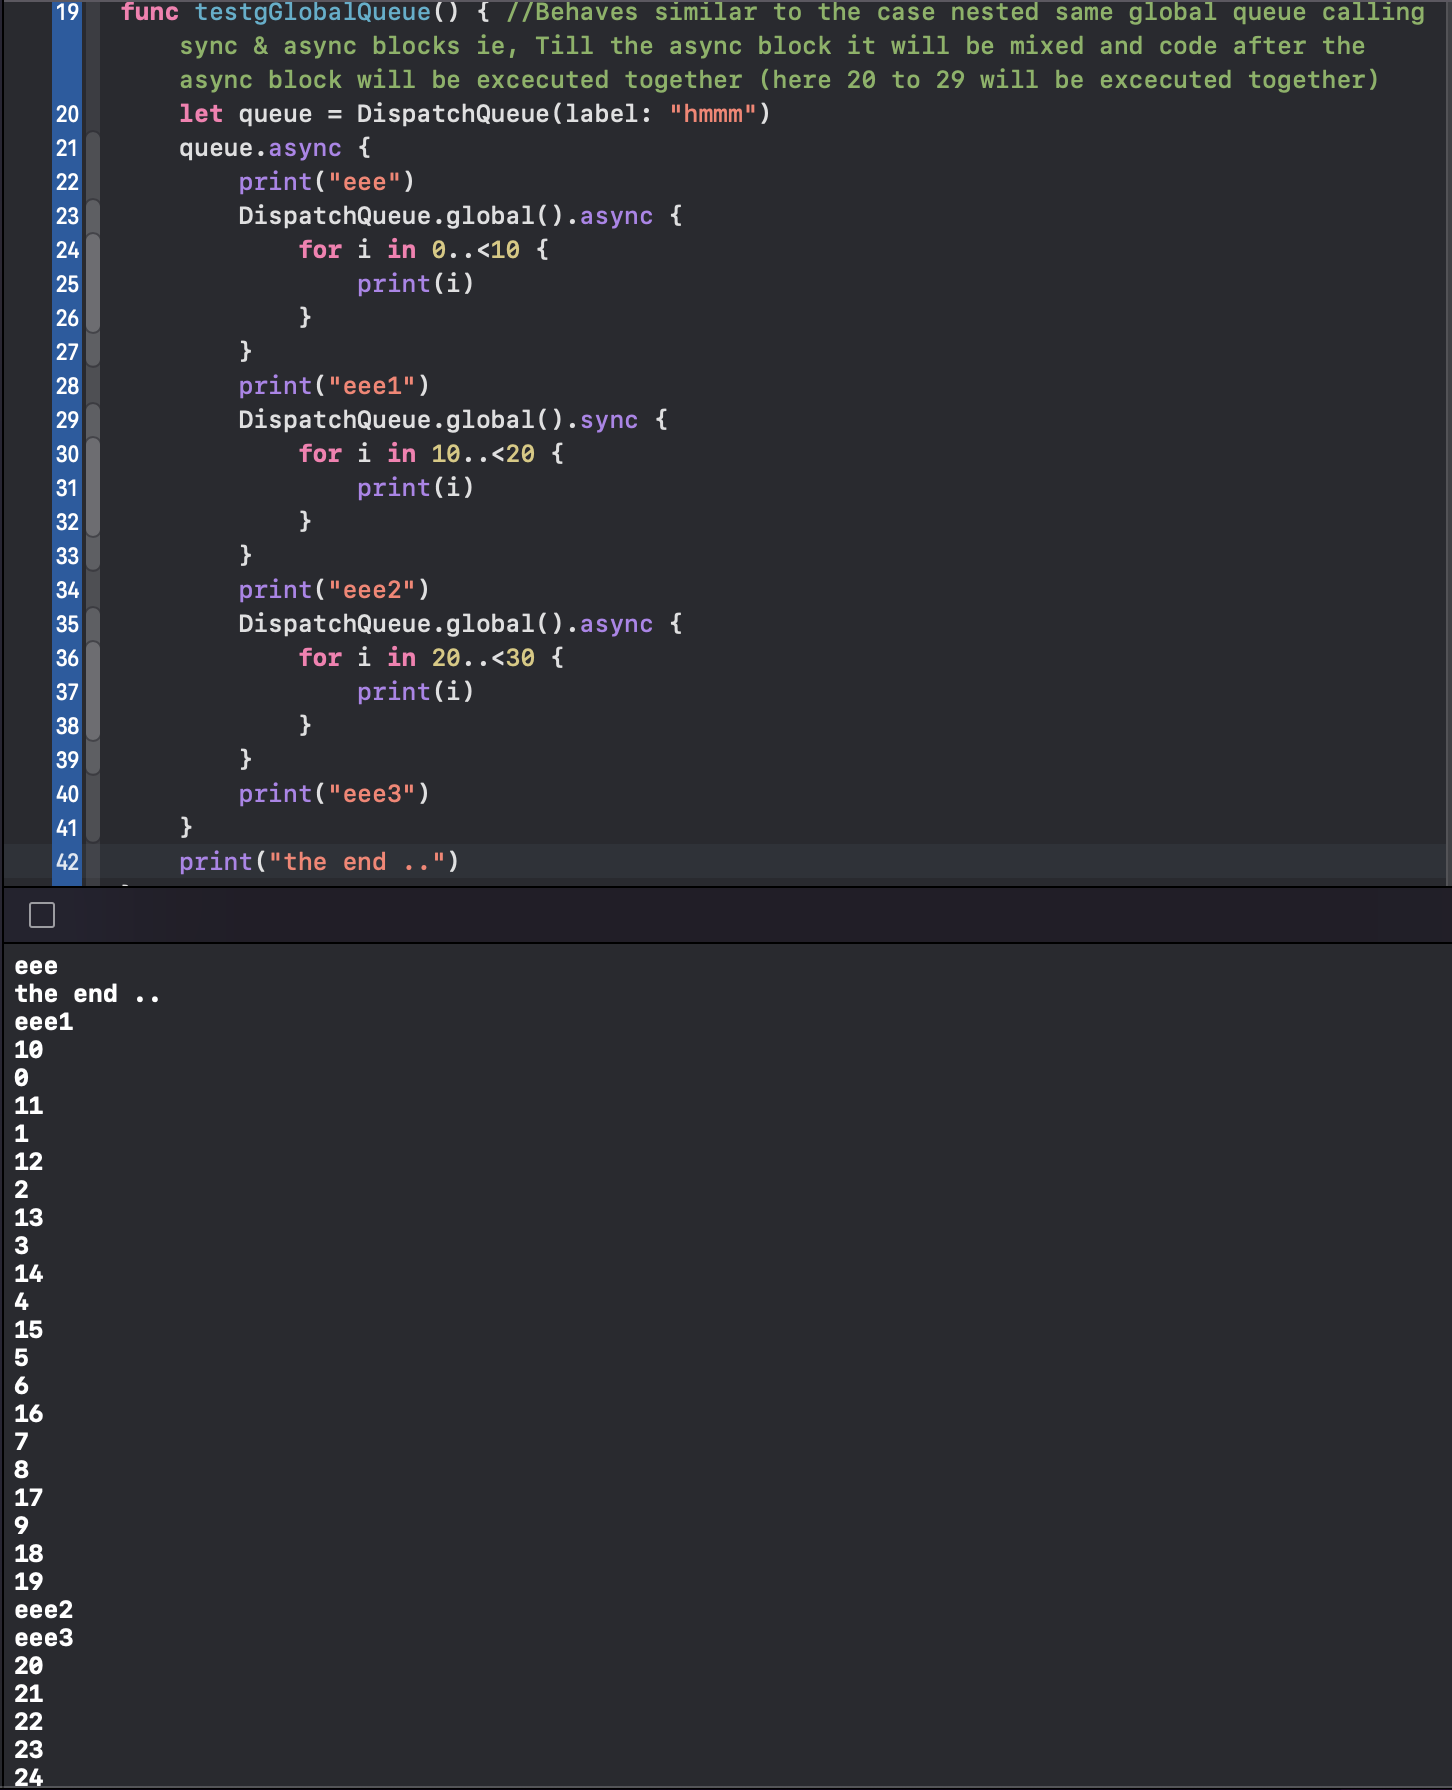 19 func testgGlobalQueue() { //Behaves similar to the case nested same global queue calling
sync & async blocks ie, Till the async block it will be mixed and code after the
async block will be excecuted together (here 20 to 29 will be excecuted together)
20 let queue = DispatchQueue(label: "hmmm")
21 queue.async {
22 print("eee")
23 DispatchQueue.global().async {
24 for i in 0..<10 {
25 print(i)
26 }
27 }
28 print("eee1")
29 DispatchQueue.global().sync {
30 for i in 10..<20 {
31 print(i)
32 }
33 }
34 print("eee2")
35 DispatchQueue.global().async {
36 for i in 20..<30 {
37 print(i)
38 }
39 }
40 print("eee3")
41 }
42 print("the end ..")
eee
the end ..
eee1
10
0
11
1
12
2
13
3
14
4
15
5
6
16
7
8
17
9
18
19
eee2
eee3
20
21
22
23
24